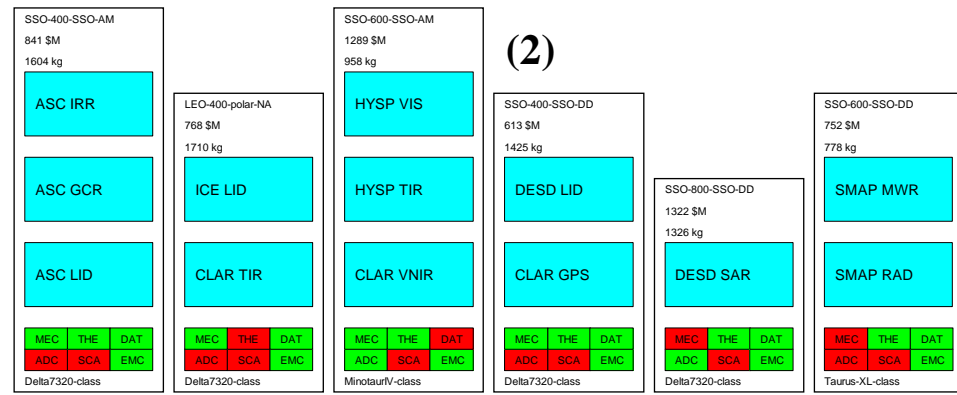 SSO-400-SSO-AM
841 $M
1604 kg
ASC IRR
ASC GCR
ASC LID
MEC THE DAT
ADC SCA EMC
Delta7320-class
LEO-400-polar-NA
768 $M
1710 kg
ICE LID
CLAR TIR
MEC THE DAT
ADC SCA EMC
Delta7320-class
SSO-600-SSO-AM
1289 $M
958 kg
HYSP VIS
HYSP TIR
CLAR VNIR
MEC THE DAT
ADC SCA EMC
MinotaurIV-class
(2)
SSO-400-SSO-DD
613 $M
1425 kg
DESD LID
CLAR GPS
MEC THE DAT
ADC SCA EMC
Delta7320-class
SSO-800-SSO-DD
1322 $M
1326 kg
DESD SAR
MEC THE DAT
ADC SCA EMC
Delta7320-class
SSO-600-SSO-DD
752 $M
778 kg
SMAP MWR
SMAP RAD
MEC THE DAT
ADC SCA EMC
Taurus-XL-class